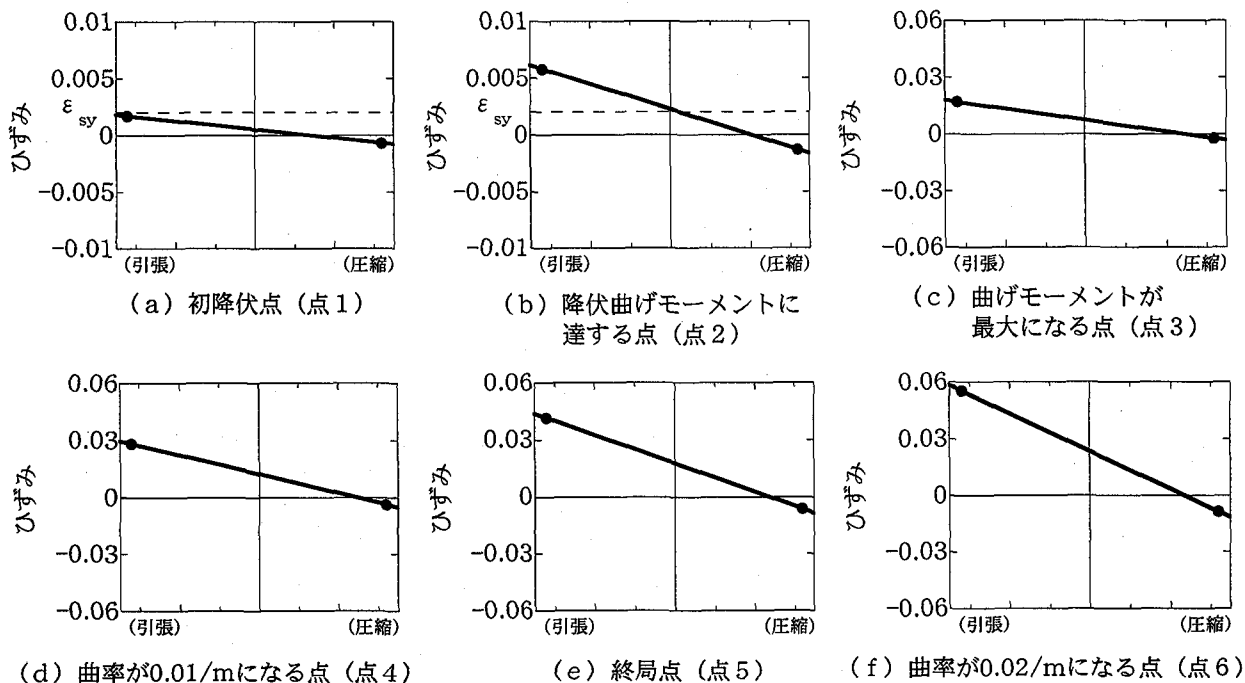 0.01
0.005
ε sy
0
-0.005
-0.01
ひずみ
(引張)
(圧縮)
(a) 初降伏点 (点1)
0.01
0.005
ε sy
0
-0.005
-0.01
ひずみ
(引張)
(圧縮)
(b) 降伏曲げモーメントに
達する点 (点2)
0.06
0.03
0
-0.03
-0.06
ひずみ
(引張)
(圧縮)
(c) 曲げモーメントが
最大になる点 (点3)
0.06
0.03
0
-0.03
-0.06
ひずみ
(引張)
(圧縮)
(d) 曲率が0.01/mになる点 (点4)
0.06
0.03
0
-0.03
-0.06
ひずみ
(引張)
(圧縮)
(e) 終局点 (点5)
0.06
0.03
0
-0.03
-0.06
ひずみ
(引張)
(圧縮)
(f) 曲率が0.02/mになる点 (点6)